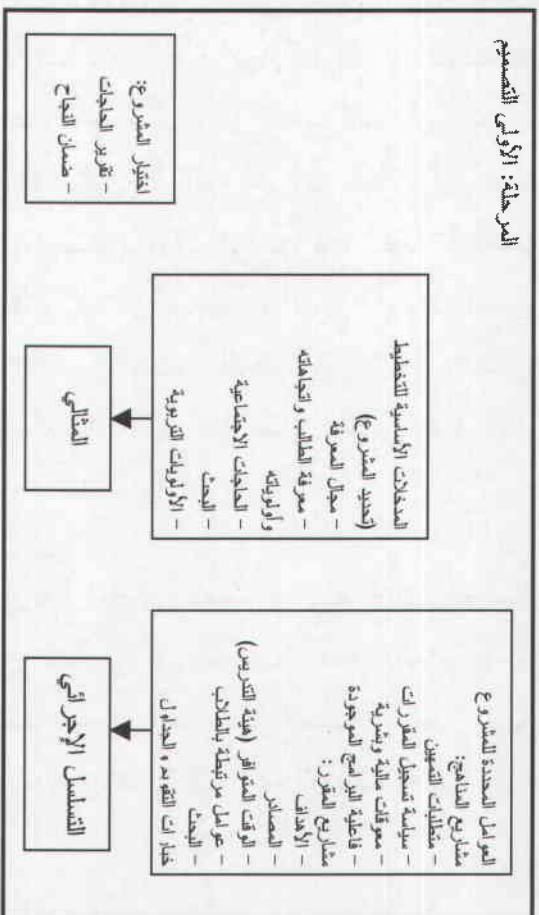 المرحلة: الأولى التصميم
اختيار المشروع:
- تقرير الحاجات
- ضمان النجاح
المدخلات الأساسية للتخطيط
(تحديد المشروع)
- مجال المعرفة
- معرفة الطالب واتجاهاته
وأولوياته
- الحاجات الاجتماعية
- البحث
- الأولويات التربوية
المثالي
العوامل المحددة للمشروع
مشاريع المناهج:
- متطلبات التمهين
- سياسة تسجيل المقررات
- معوقات مالية وبشرية
- فاعلية البرامج الموجودة
مشاريع المقرر:
- الأهداف
- المصادر
- الوقت المتوافر (هيئة التدريس)
- عوامل مرتبطة بالطلاب
- البحث
خيارات التقويم والجداول
التسلسل الإجرائي